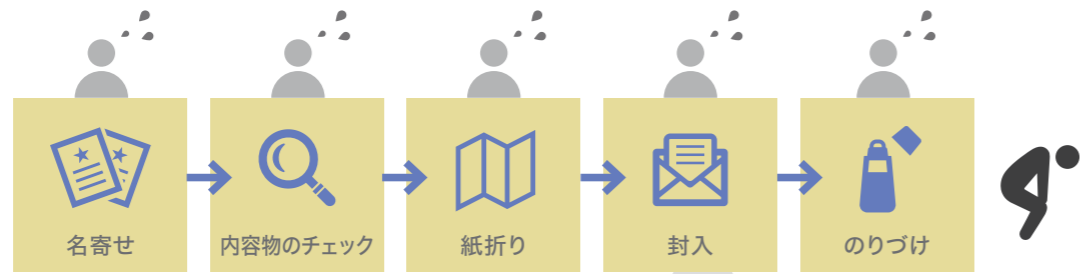 名寄せ
内容物のチェック
紙折り
封入
のりづけ